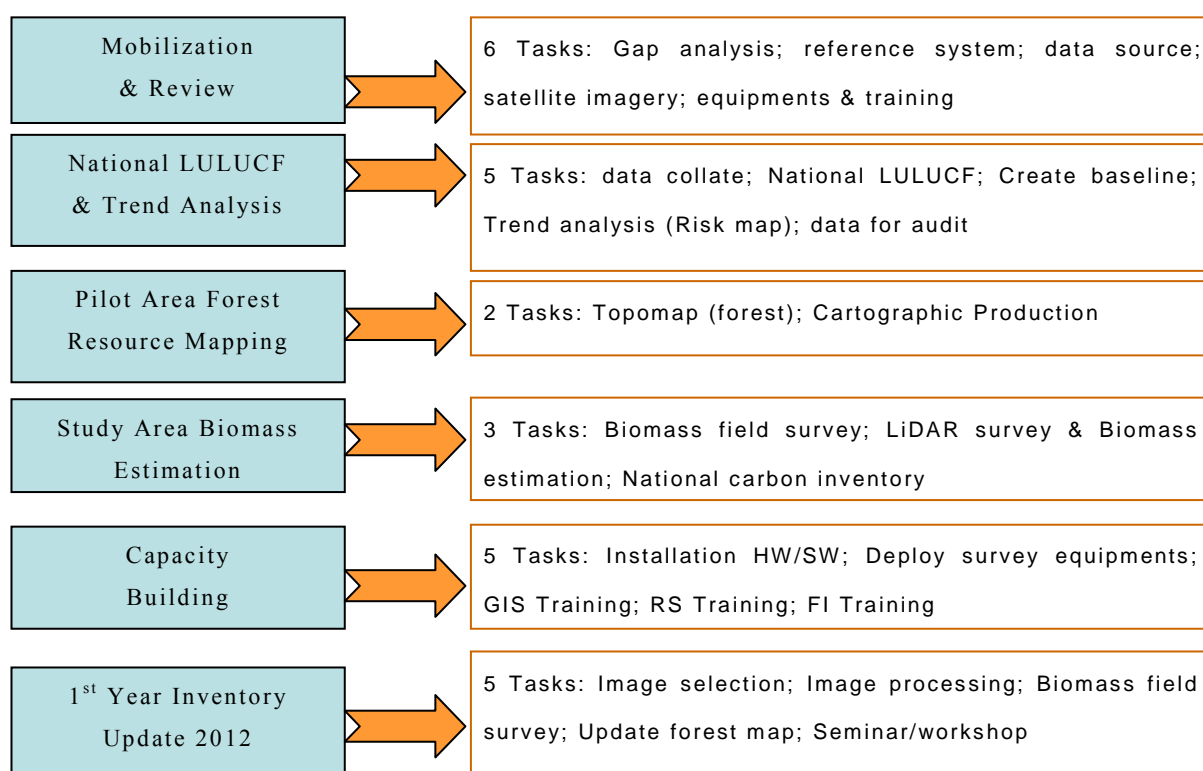 Mobilization
& Review
6 Tasks: Gap analysis; reference system; data source;
satellite imagery; equipments & training
National LULUCF
& Trend Analysis
5 Tasks: data collate; National LULUCF; Create baseline;
Trend analysis (Risk map); data for audit
Pilot Area Forest
Resource Mapping
2 Tasks: Topomap (forest); Cartographic Production
Study Area Biomass
Estimation
3 Tasks: Biomass field survey; LiDAR survey & Biomass
estimation; National carbon inventory
Capacity
Building
5 Tasks: Installation HW/SW; Deploy survey equipments;
GIS Training; RS Training; FI Training
1st Year Inventory
Update 2012
5 Tasks: Image selection; Image processing; Biomass field
survey; Update forest map; Seminar/workshop